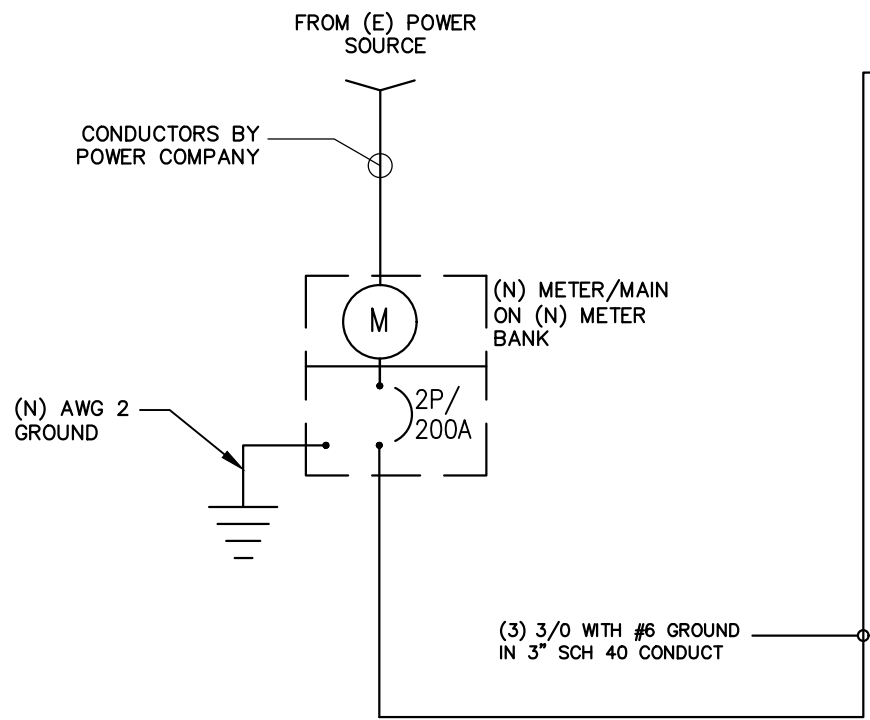 FROM (E) POWER
SOURCE
CONDUCTORS BY
POWER COMPANY
(N) METER/MAIN
ON (N) METER
BANK
M
2P/
200A
(N) AWG 2
GROUND
(3) 3/0 WITH #6 GROUND
IN 3" SCH 40 CONDUCT